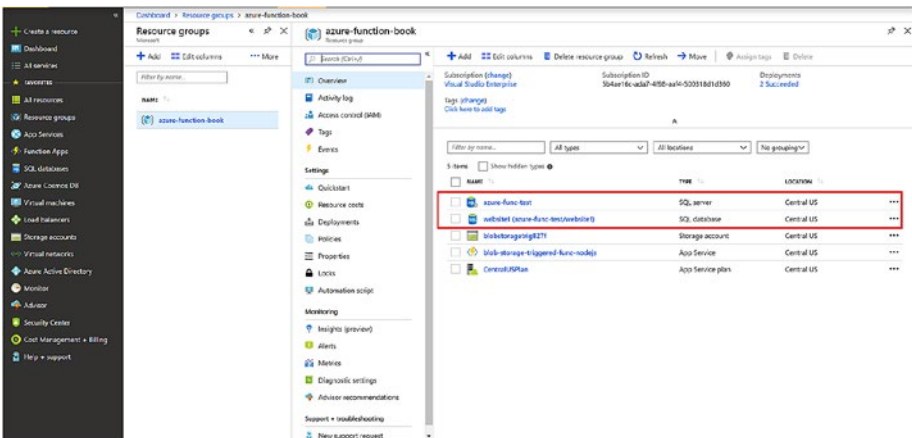 Dashboard > Resource groups > azure-function-book
Create a resource
Dashboard
All services
FAVORITES
All resources
Resource groups
App Services
Function Apps
SQL databases
Azure Cosmos DB
Virtual machines
Load balancers
Storage accounts
Virtual networks
Azure Active Directory
Monitor
Advisor
Security Center
Cost Management + Billing
Help + support
Resource groups
Microsoft
Add Edit columns More
Filter by name...
NAME
azure-function-book
azure-function-book
Resource group
Search (Ctrl+/)
Overview
Activity log
Access control (IAM)
Tags
Events
Settings
Quickstart
Resource costs
Deployments
Policies
Properties
Locks
Automation script
Monitoring
Insights (preview)
Alerts
Metrics
Diagnostic settings
Advisor recommendations
Support + troubleshooting
New support request
Add Edit columns Delete resource group Refresh Move Assign tags Delete
Subscription (change) Subscription ID Deployments
Visual Studio Enterprise 2 Succeeded
Tags (change)
Click here to add tags
Filter by name... All types All locations No grouping
5 items Show hidden types
NAME TYPE LOCATION
azure-func-test SQL server Central US
website1 (azure-func-test/website1) SQL database Central US
Storage account Central US
blob-storage-triggered-func-nodejs App Service Central US
CentralUSPlan App Service plan Central US